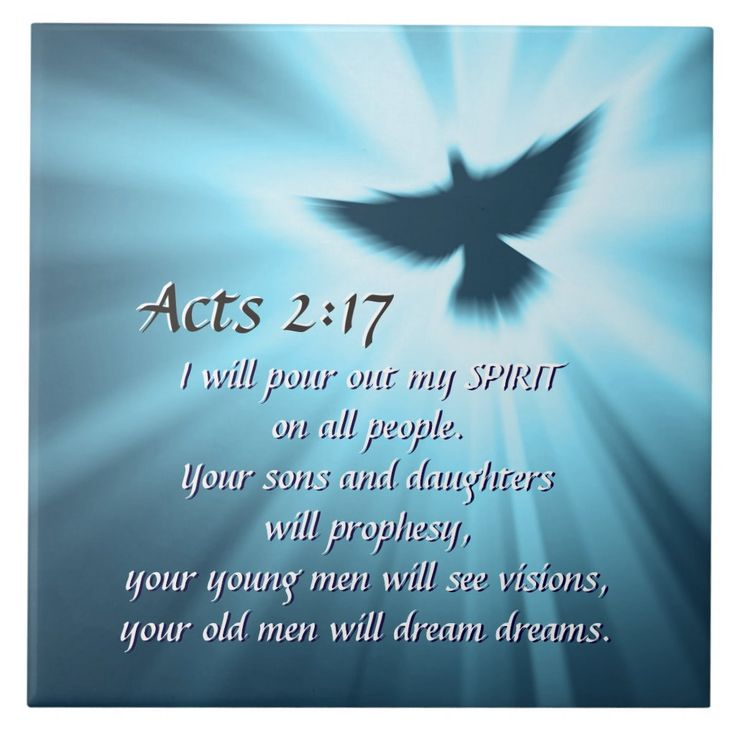 Acts 2:17
I will pour out my SPIRIT
on all people.
Your sons and daughters
will prophesy,
your young men will see visions,
your old men will dream dreams.